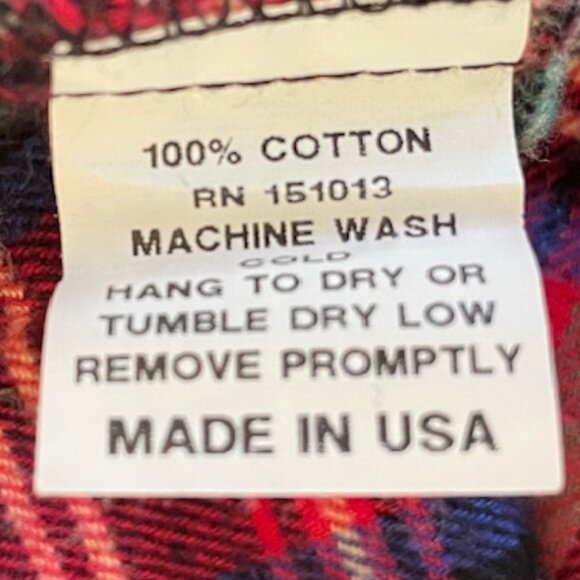 100% COTTON
RN 151013
MACHINE WASH
COLD
HANG TO DRY OR
TUMBLE DRY LOW
REMOVE PROMPTLY
MADE IN USA